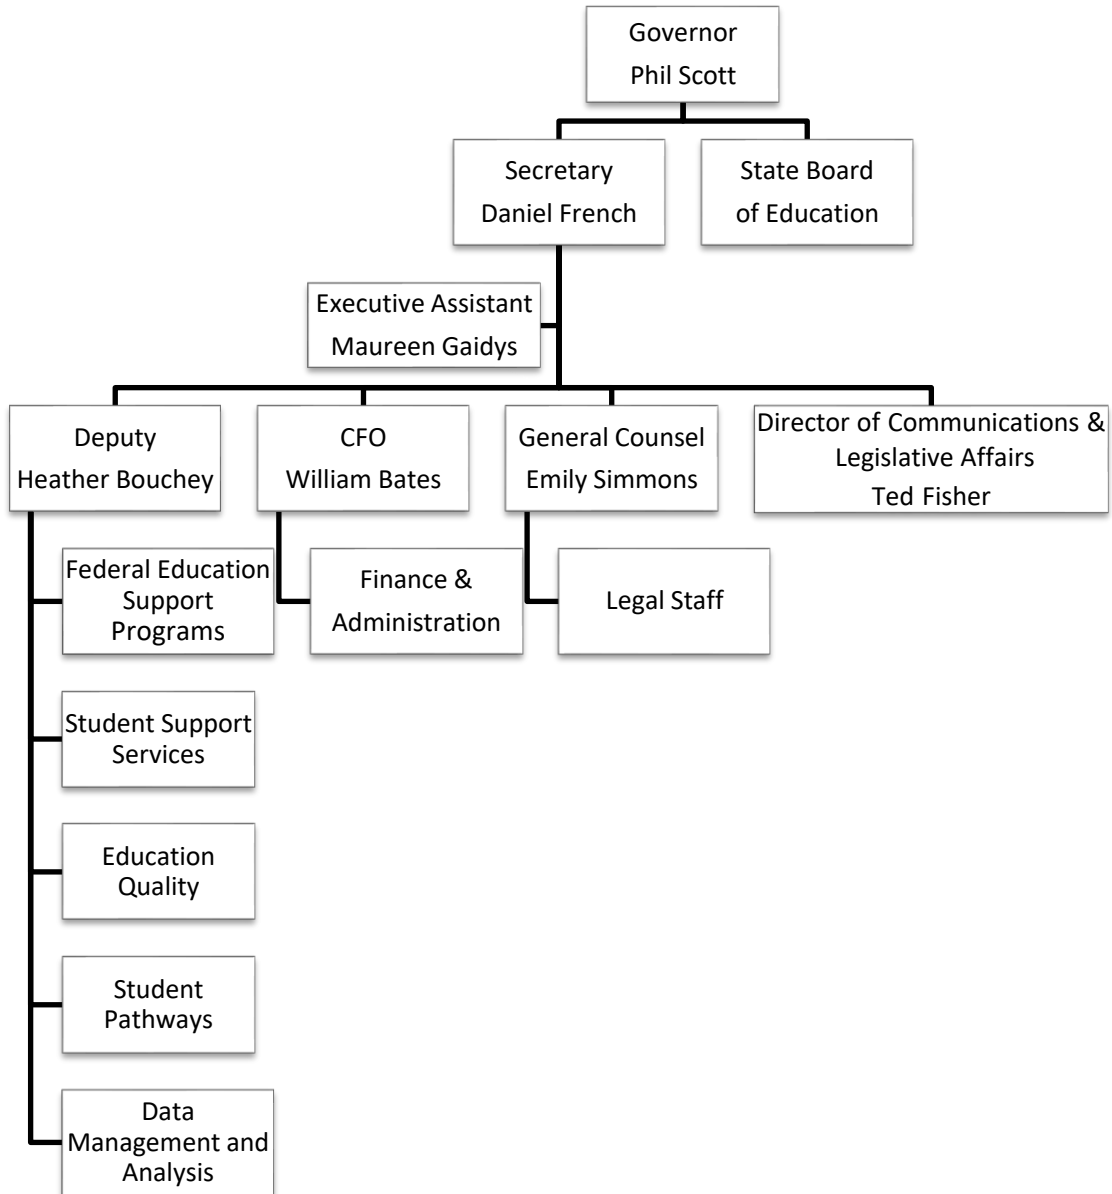 Governor
Phil Scott
Secretary
Daniel French
State Board
of Education
Executive Assistant
Maureen Gaidys
Deputy
Heather Bouchey
CFO
William Bates
General Counsel
Emily Simmons
Director of Communications &
Legislative Affairs
Ted Fisher
Federal Education
Support
Programs
Finance &
Administration
Legal Staff
Student Support
Services
Education
Quality
Student
Pathways
Data
Management and
Analysis